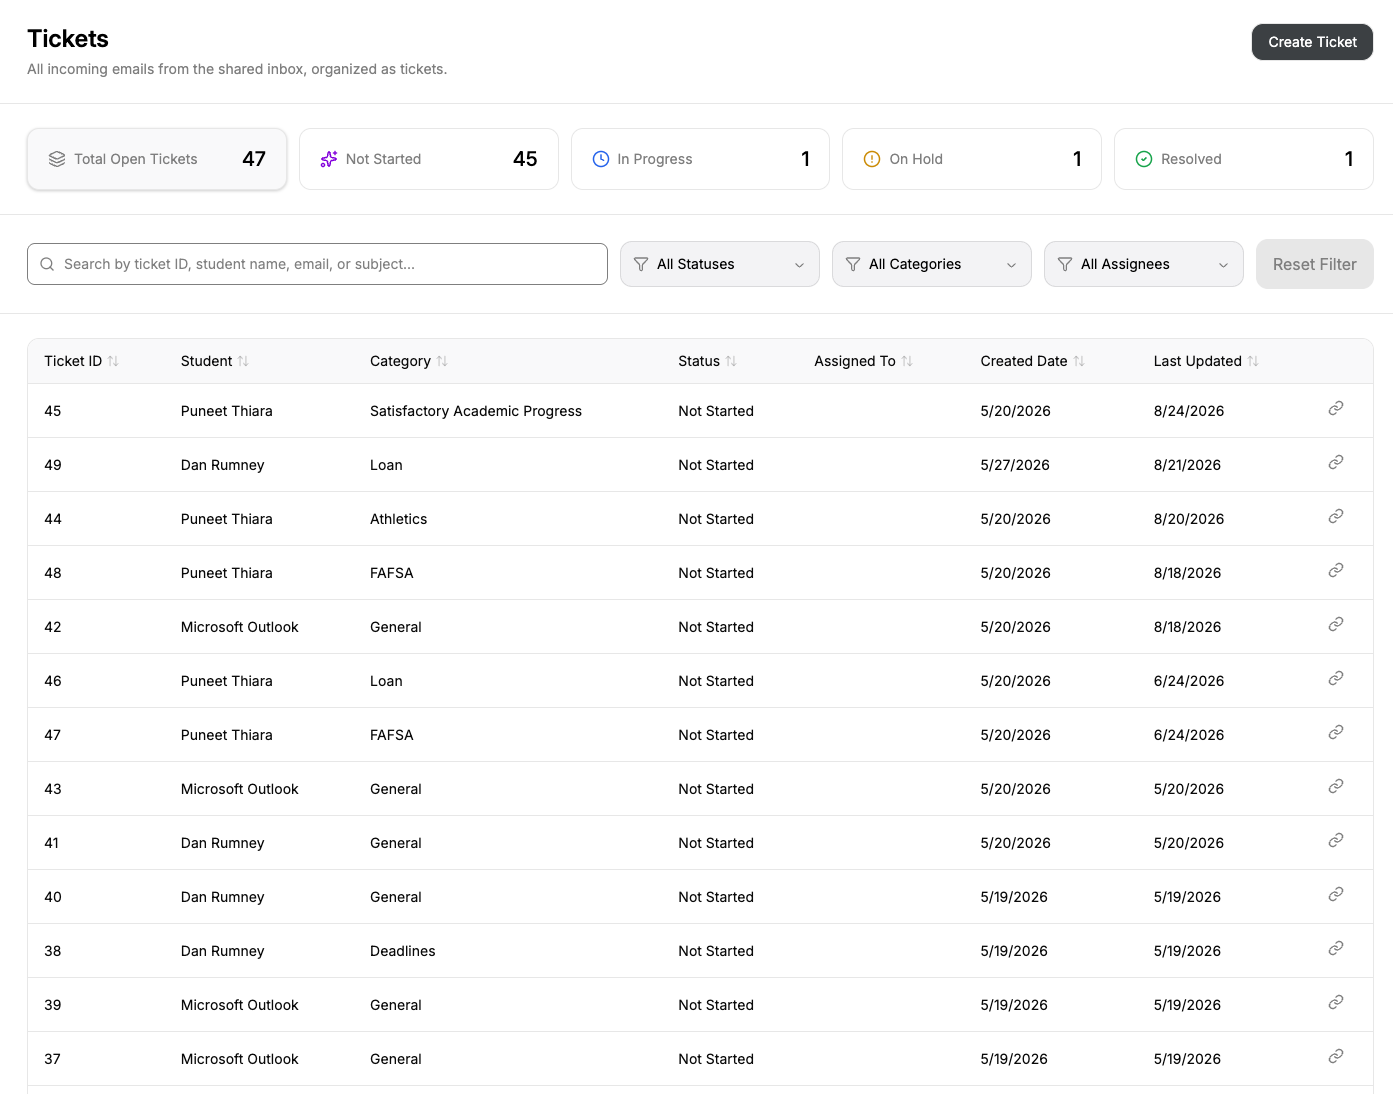 Tickets
Create Ticket
All incoming emails from the shared inbox, organized as tickets.
Total Open Tickets 47
Not Started 45
In Progress 1
On Hold 1
Resolved 1
Search by ticket ID, student name, email, or subject...
All Statuses
All Categories
All Assignees
Reset Filter
Ticket ID Student Category Status Assigned To Created Date Last Updated
45 Puneet Thiara Satisfactory Academic Progress Not Started 5/20/2026 8/24/2026
49 Dan Rumney Loan Not Started 5/27/2026 8/21/2026
44 Puneet Thiara Athletics Not Started 5/20/2026 8/20/2026
48 Puneet Thiara FAFSA Not Started 5/20/2026 8/18/2026
42 Microsoft Outlook General Not Started 5/20/2026 8/18/2026
46 Puneet Thiara Loan Not Started 5/20/2026 6/24/2026
47 Puneet Thiara FAFSA Not Started 5/20/2026 6/24/2026
43 Microsoft Outlook General Not Started 5/20/2026 5/20/2026
41 Dan Rumney General Not Started 5/20/2026 5/20/2026
40 Dan Rumney General Not Started 5/19/2026 5/19/2026
38 Dan Rumney Deadlines Not Started 5/19/2026 5/19/2026
39 Microsoft Outlook General Not Started 5/19/2026 5/19/2026
37 Microsoft Outlook General Not Started 5/19/2026 5/19/2026